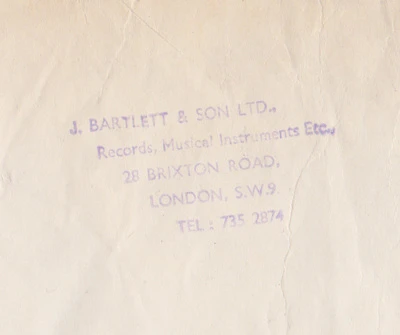 J. BARTLETT & SON LTD.,
Records, Musical Instruments Etc.,
28 BRIXTON ROAD,
LONDON, S.W.9
TEL : 735 2874